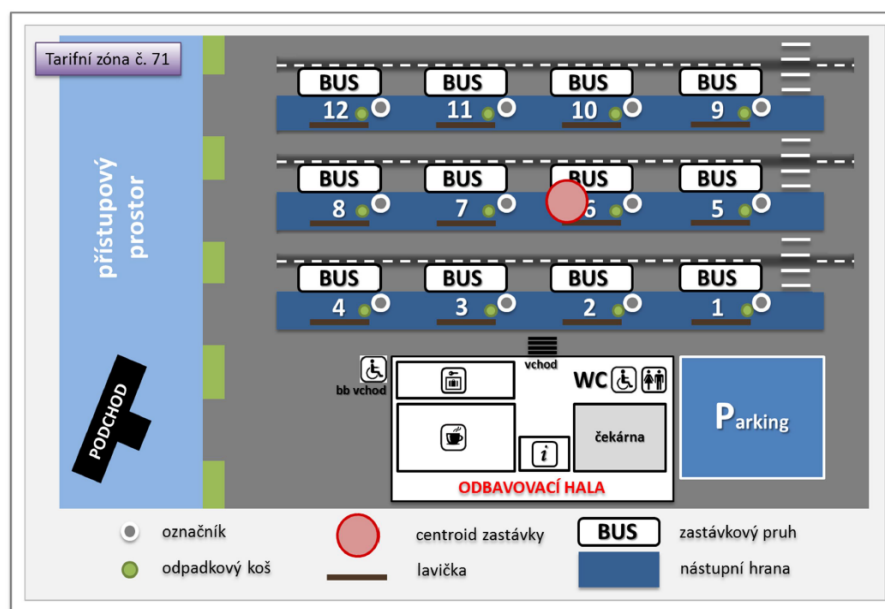 Tarifní zóna č. 71
BUS BUS BUS BUS
12 11 10 9
BUS BUS BUS BUS
8 7 6 5
přístupový
prostor
BUS BUS BUS BUS
4 3 2 1
vchod
bb vchod
WC
PODCHOD
čekárna
i
Parking
ODBAVOVACÍ HALA
označník
centroid zastávky
BUS
zastávkový pruh
odpadkový koš
lavička
nástupní hrana